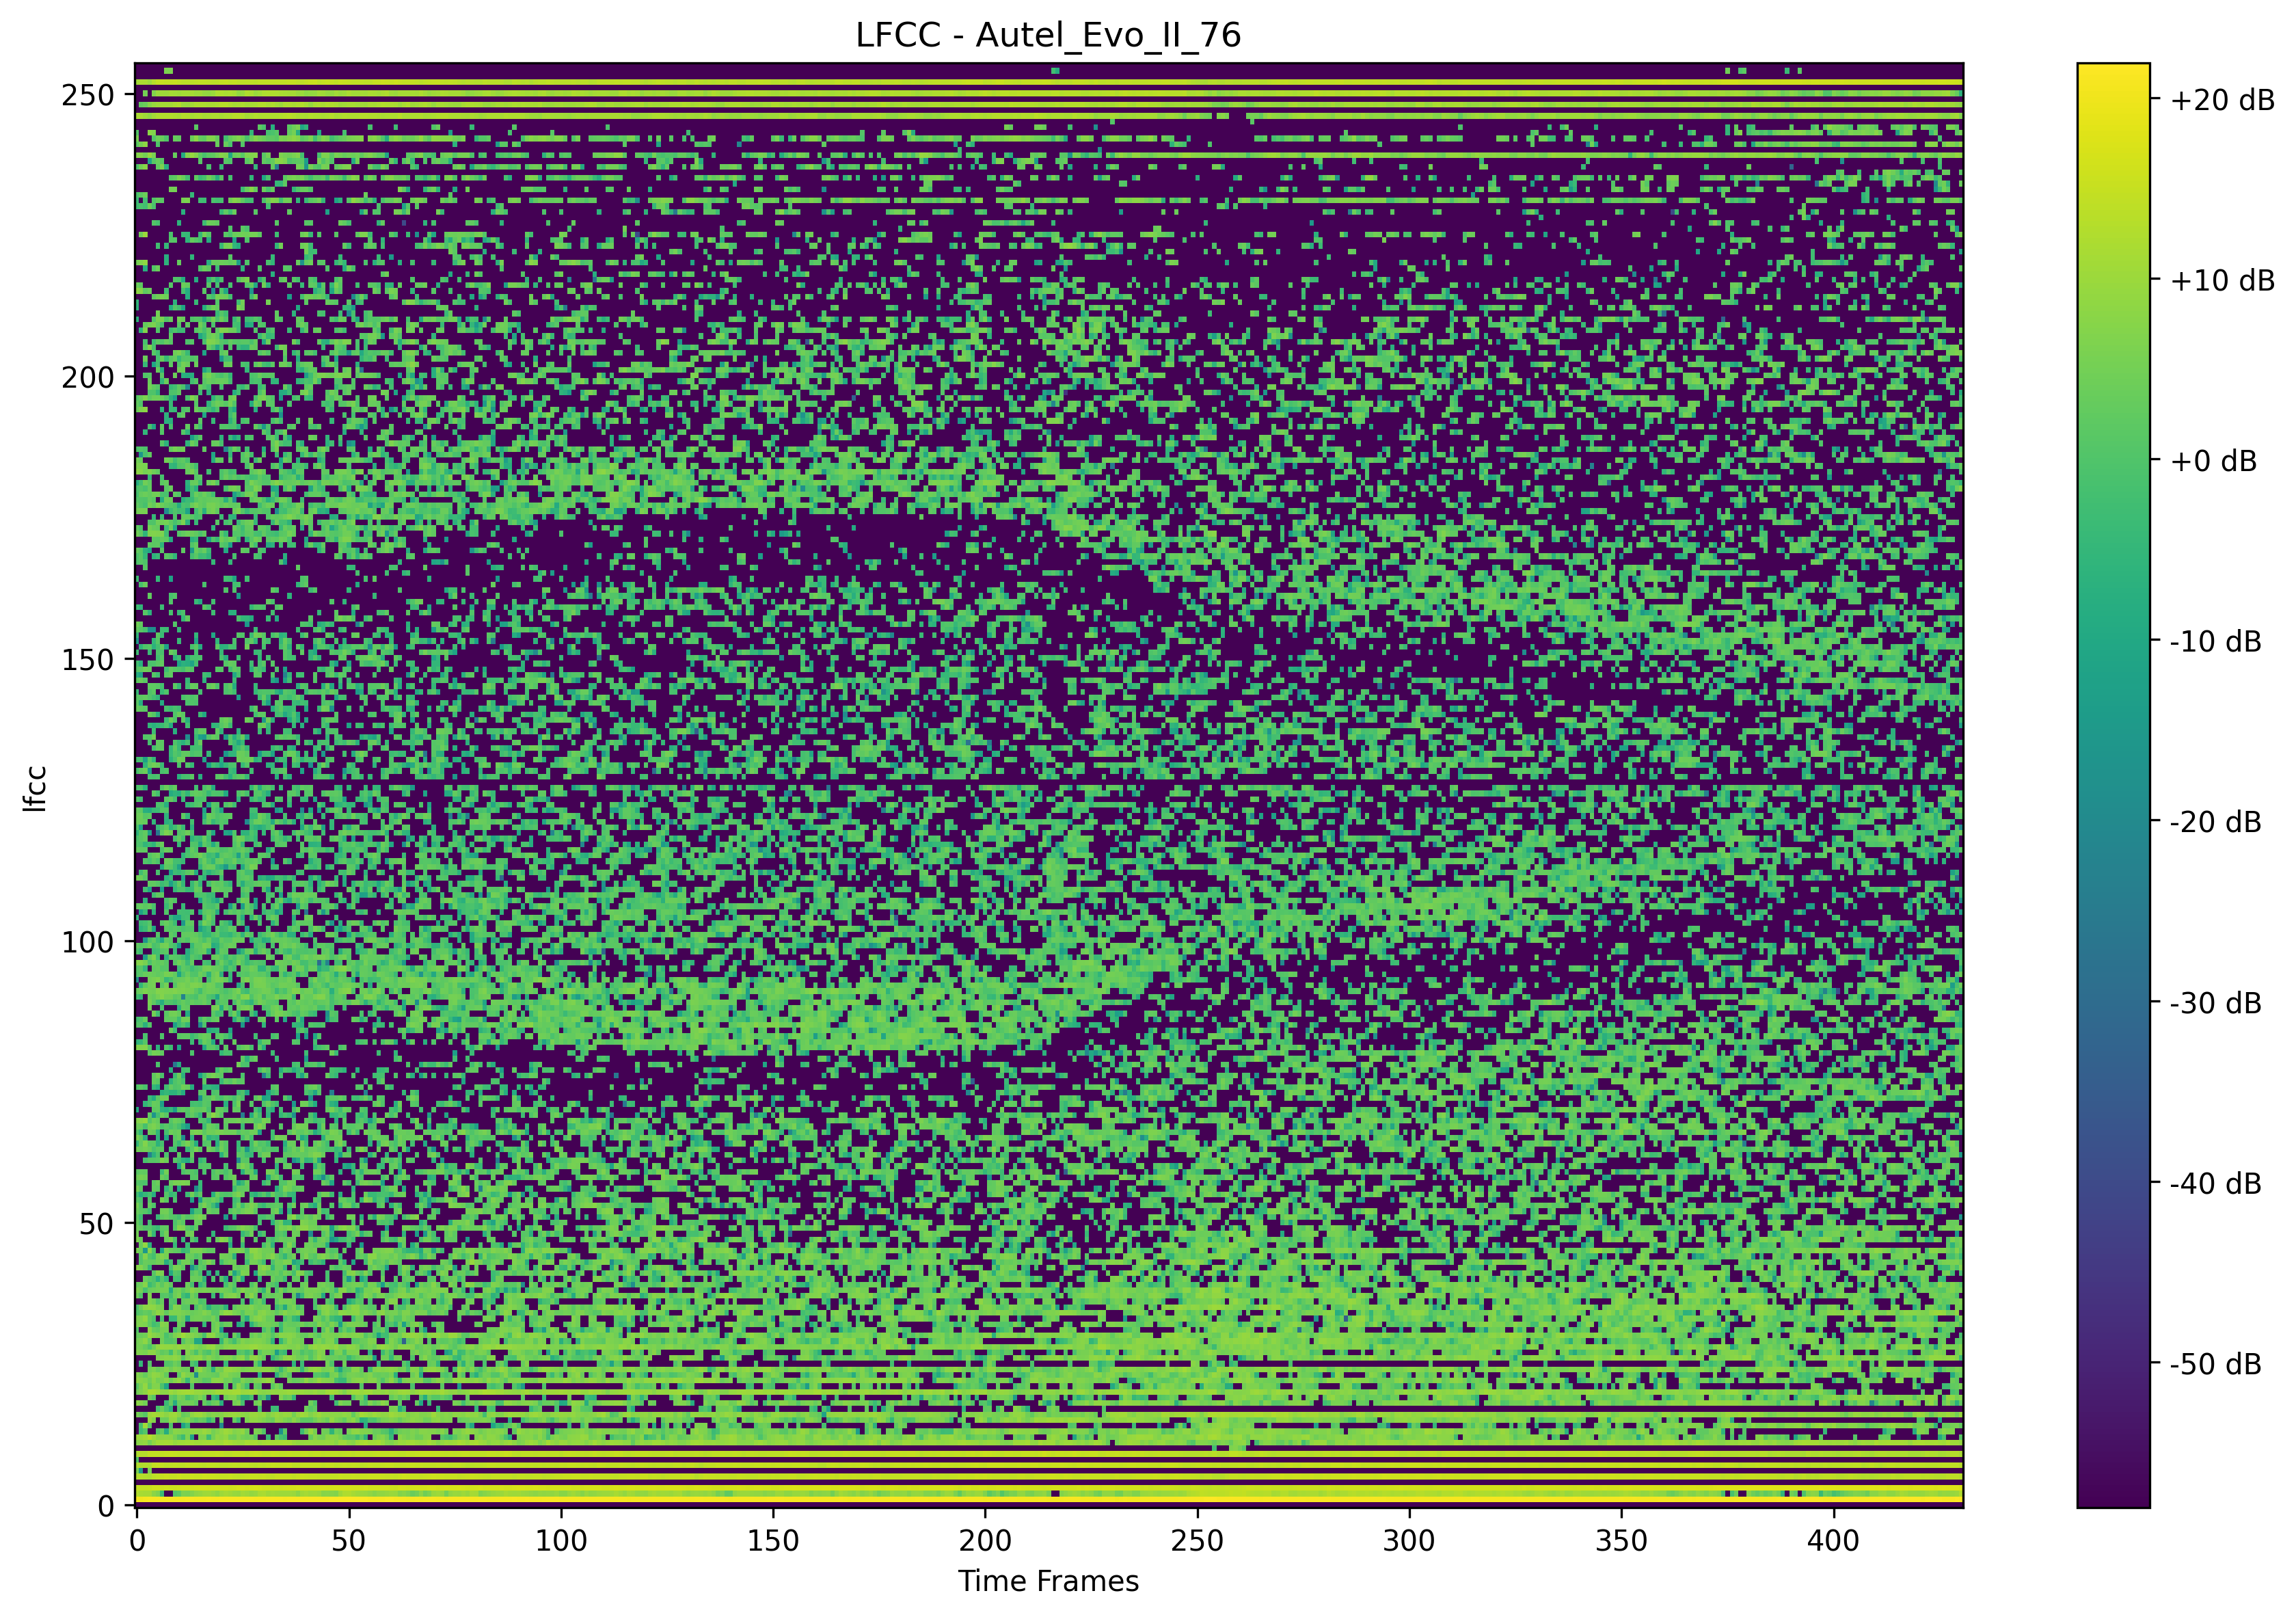 LFCC - Autel_Evo_II_76
250
200
150
100
50
0
lfcc
0 50 100 150 200 250 300 350 400
Time Frames
+20 dB
+10 dB
+0 dB
-10 dB
-20 dB
-30 dB
-40 dB
-50 dB